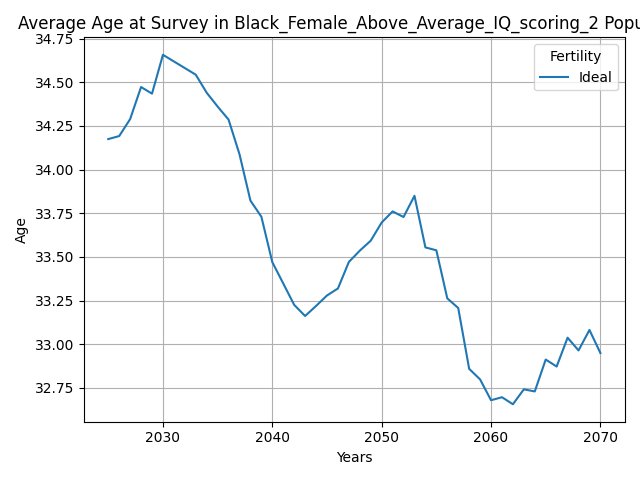 Average Age at Survey in Black_Female_Above_Average_IQ_scoring_2 Popu
34.75
34.50
34.25
34.00
33.75
33.50
33.25
33.00
32.75
Age
Fertility
Ideal
2030 2040 2050 2060 2070
Years